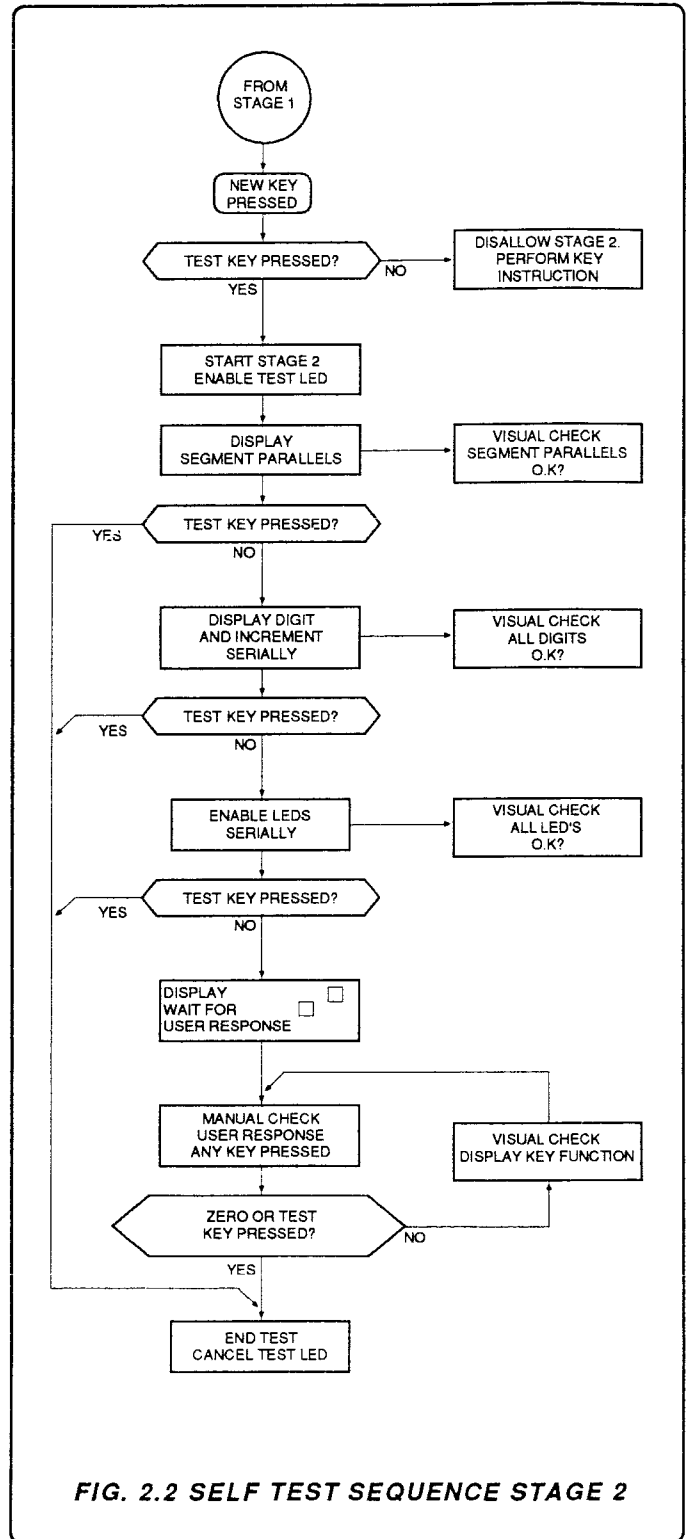 FROM
STAGE 1
NEW KEY
PRESSED
TEST KEY PRESSED?
NO
YES
DISALLOW STAGE 2.
PERFORM KEY
INSTRUCTION
START STAGE 2
ENABLE TEST LED
DISPLAY
SEGMENT PARALLELS
VISUAL CHECK
SEGMENT PARALLELS
O.K?
TEST KEY PRESSED?
YES
NO
DISPLAY DIGIT
AND INCREMENT
SERIALLY
VISUAL CHECK
ALL DIGITS
O.K?
TEST KEY PRESSED?
YES
NO
ENABLE LEDS
SERIALLY
VISUAL CHECK
ALL LED'S
O.K?
TEST KEY PRESSED?
YES
NO
DISPLAY
WAIT FOR
USER RESPONSE
MANUAL CHECK
USER RESPONSE
ANY KEY PRESSED
VISUAL CHECK
DISPLAY KEY FUNCTION
ZERO OR TEST
KEY PRESSED?
NO
YES
END TEST
CANCEL TEST LED
FIG. 2.2 SELF TEST SEQUENCE STAGE 2